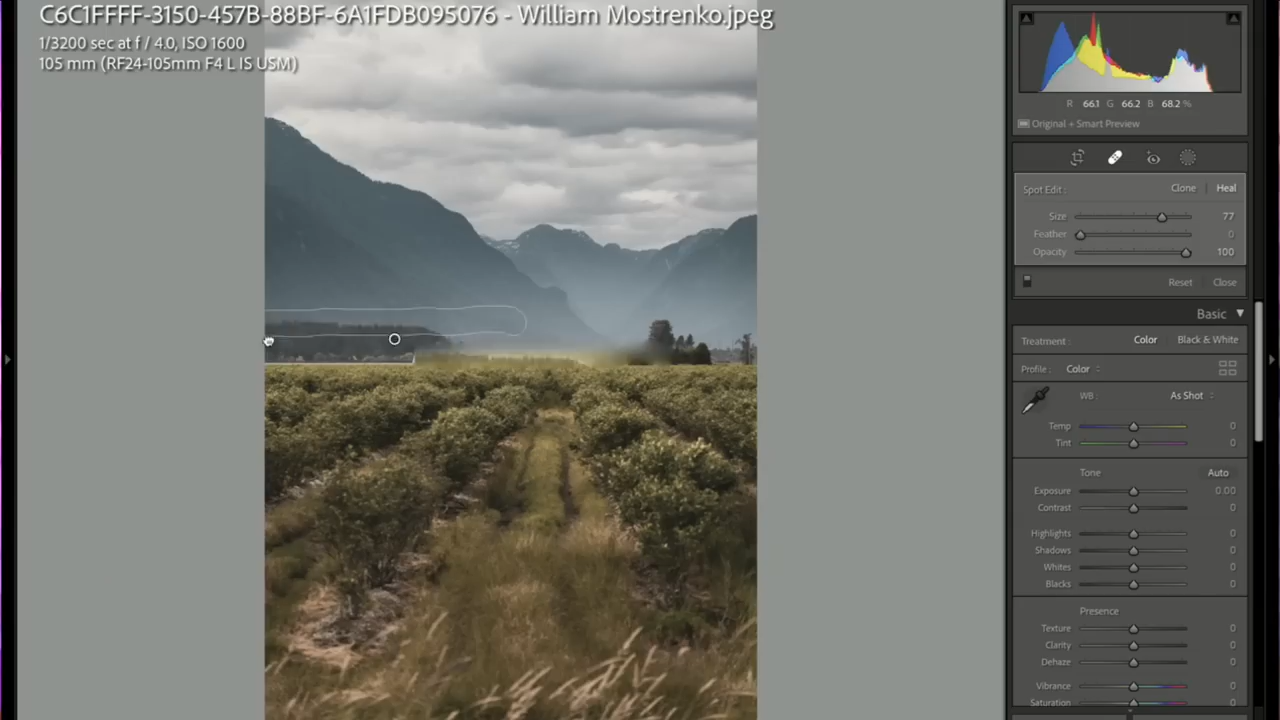 C6C1FFFF-3150-457B-88BF-6A1FDB095076 - William Mostrenko.jpeg
1/3200 sec at f / 4.0, ISO 1600
105 mm (RF24-105mm F4 L IS USM)
R 66.1 G 66.2 B 68.2 %
Original + Smart Preview
Spot Edit : Clone | Heal
Size 77
Feather 0
Opacity 100
Reset Close
Basic
Treatment : Color Black & White
Profile : Color
WB : As Shot
Temp 0
Tint 0
Tone Auto
Exposure 0.00
Contrast 0
Highlights 0
Shadows 0
Whites 0
Blacks 0
Presence
Texture 0
Clarity 0
Dehaze 0
Vibrance 0
Saturation 0